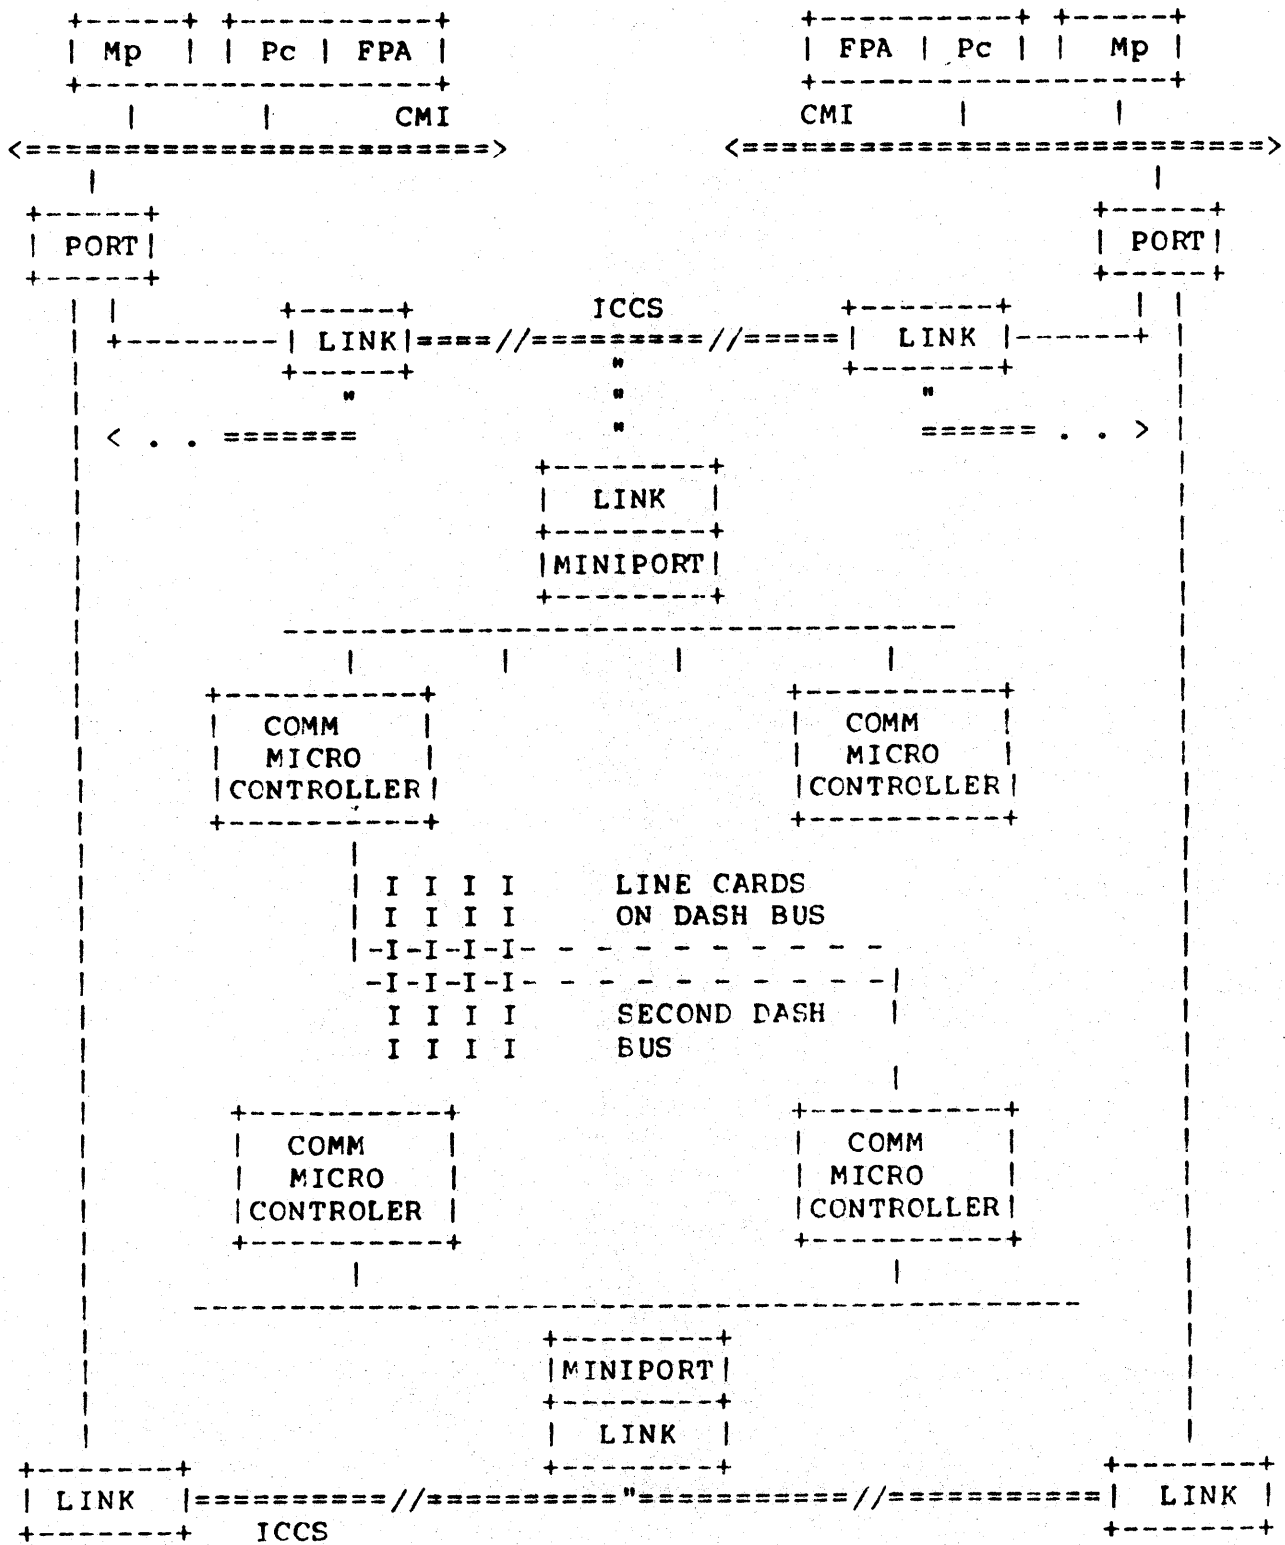 Mp Pc FPA FPA Pc Mp
CMI CMI
PORT PORT
ICCS
LINK LINK
LINK
MINIPORT
COMM COMM
MICRO MICRO
CONTROLLER CONTROLLER
I I I I LINE CARDS
I I I I ON DASH BUS
-I-I-I-I- - - - - - - - - -
-I-I-I-I- - - - - - - - - -
I I I I SECOND DASH
I I I I BUS
COMM COMM
MICRO MICRO
CONTROLER CONTROLLER
MINIPORT
LINK
LINK LINK
ICCS